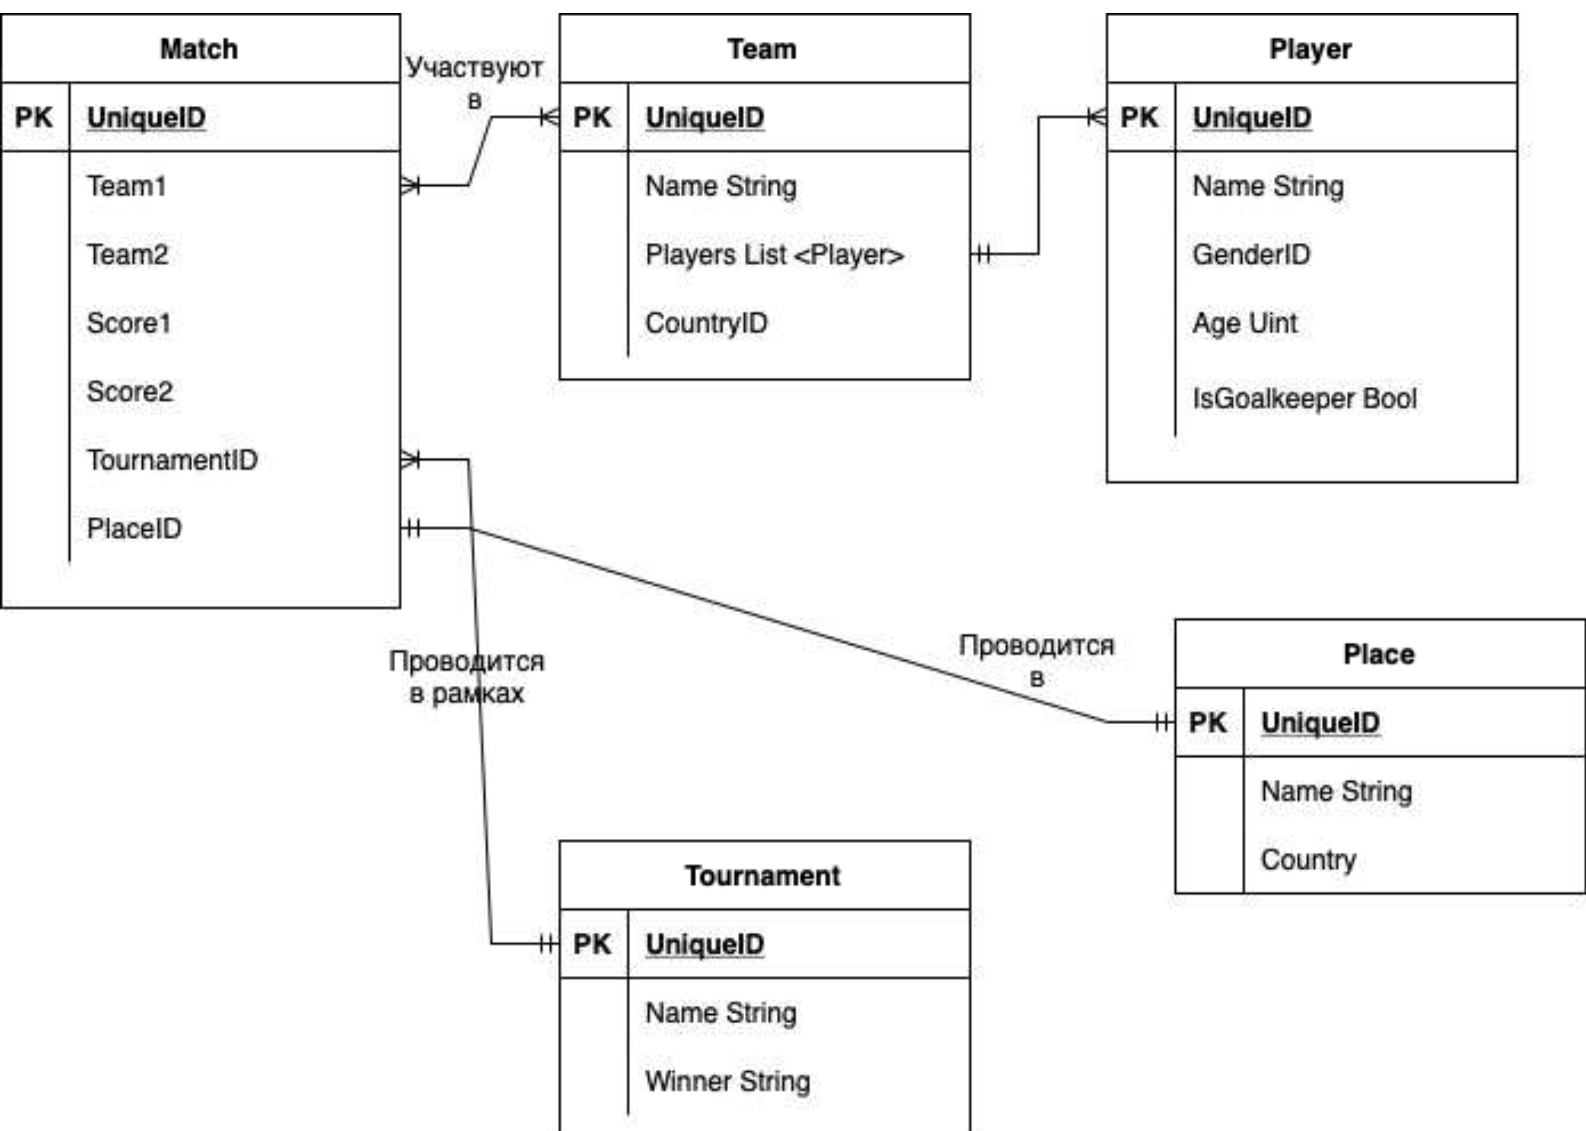 Match
PK
UniqueID
Team1
Team2
Score1
Score2
TournamentID
PlaceID
Участвуют
в
Team
PK
UniqueID
Name String
Players List <Player>
CountryID
Player
PK
UniqueID
Name String
GenderID
Age Uint
IsGoalkeeper Bool
Проводится
в рамках
Проводится
в
Place
PK
UniqueID
Name String
Country
Tournament
PK
UniqueID
Name String
Winner String